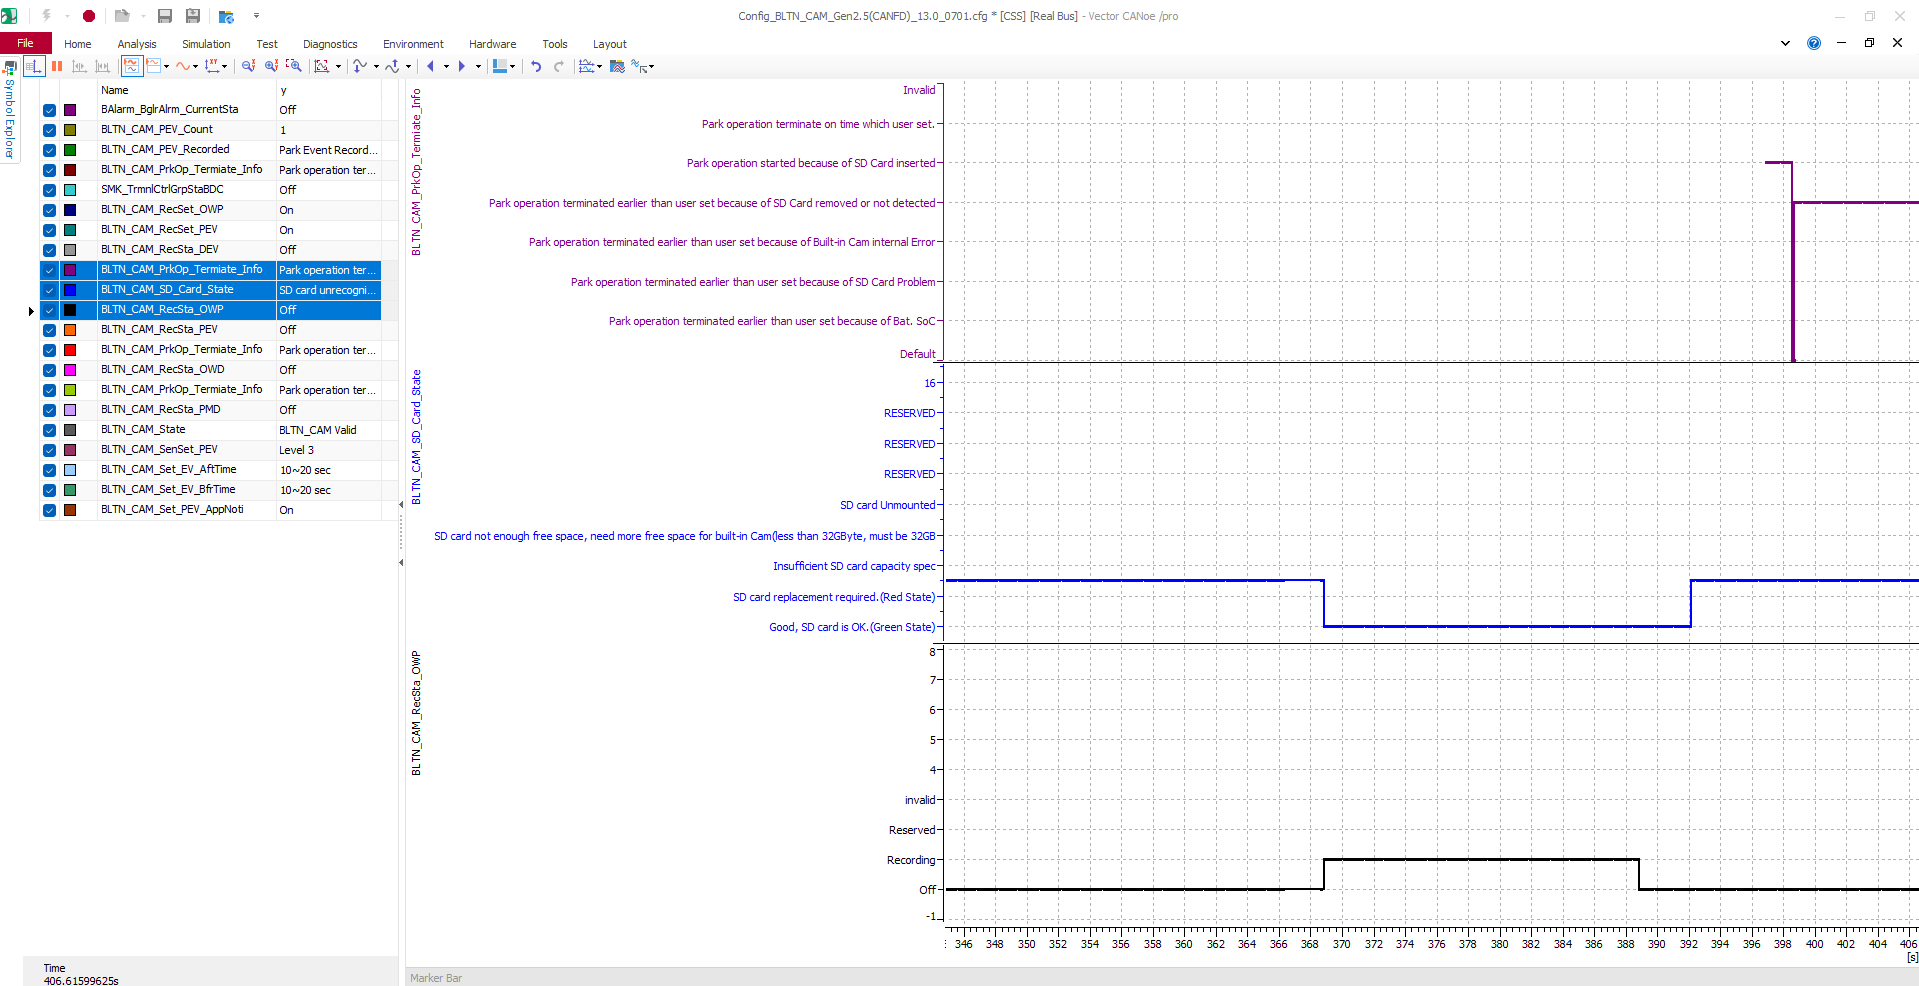 Config_BLTN_CAM_Gen2.5(CANFD)_13.0_0701.cfg * [CSS] [Real Bus] - Vector CANoe /pro
File Home Analysis Simulation Test Diagnostics Environment Hardware Tools Layout
Symbol Explorer
Name y
BAlarm_BglrAlrm_CurrentSta Off
BLTN_CAM_PEV_Count 1
BLTN_CAM_PEV_Recorded Park Event Record...
BLTN_CAM_PrkOp_Termiate_Info Park operation ter...
SMK_TrmnlCtrlGrpStaBDC Off
BLTN_CAM_RecSet_OWP On
BLTN_CAM_RecSet_PEV On
BLTN_CAM_RecSta_DEV Off
BLTN_CAM_PrkOp_Termiate_Info Park operation ter...
BLTN_CAM_SD_Card_State SD card unrecogni...
BLTN_CAM_RecSta_OWP Off
BLTN_CAM_RecSta_PEV Off
BLTN_CAM_PrkOp_Termiate_Info Park operation ter...
BLTN_CAM_RecSta_OWD Off
BLTN_CAM_PrkOp_Termiate_Info Park operation ter...
BLTN_CAM_RecSta_PMD Off
BLTN_CAM_State BLTN_CAM Valid
BLTN_CAM_SenSet_PEV Level 3
BLTN_CAM_Set_EV_AftTime 10~20 sec
BLTN_CAM_Set_EV_BfrTime 10~20 sec
BLTN_CAM_Set_PEV_AppNoti On
Time
406.61599625s
BLTN_CAM_PrkOp_Termiate_Info
Invalid
Park operation terminate on time which user set.
Park operation started because of SD Card inserted
Park operation terminated earlier than user set because of SD Card removed or not detected
Park operation terminated earlier than user set because of Built-in Cam internal Error
Park operation terminated earlier than user set because of SD Card Problem
Park operation terminated earlier than user set because of Bat. SoC
Default
BLTN_CAM_SD_Card_State
16
RESERVED
RESERVED
RESERVED
SD card Unmounted
SD card not enough free space, need more free space for built-in Cam(less than 32GByte, must be 32GB
Insufficient SD card capacity spec
SD card replacement required.(Red State)
Good, SD card is OK.(Green State)
BLTN_CAM_RecSta_OWP
8
7
6
5
4
invalid
Reserved
Recording
Off
-1
346 348 350 352 354 356 358 360 362 364 366 368 370 372 374 376 378 380 382 384 386 388 390 392 394 396 398 400 402 404 406
[s]
Marker Bar